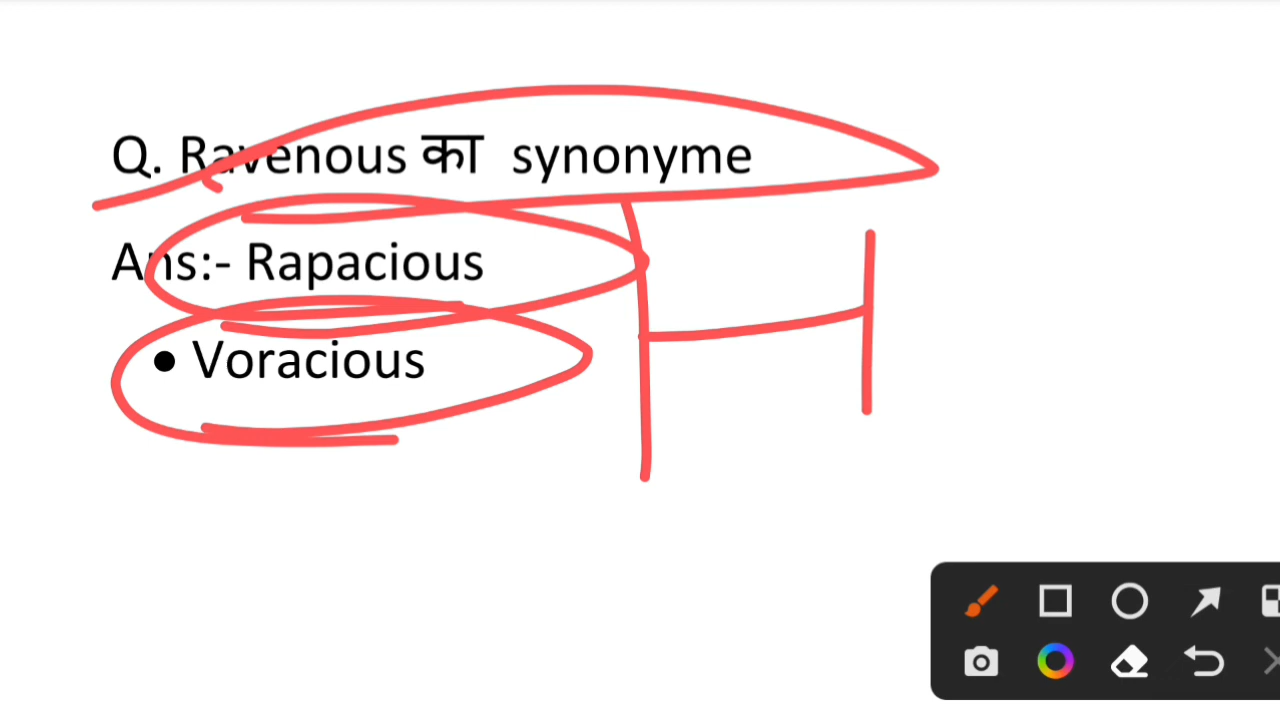 Q. Ravenous का synonyme
Ans:- Rapacious
• Voracious